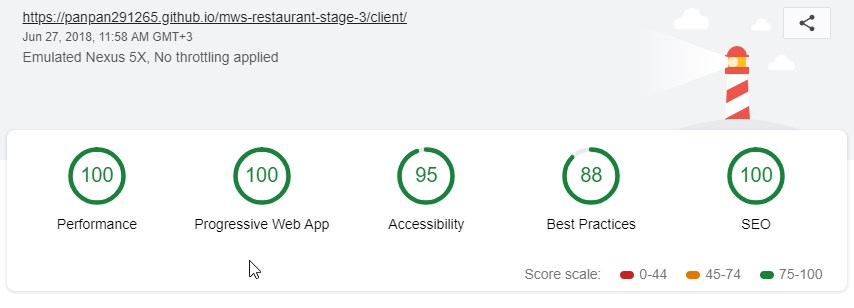 https://panpan291265.github.io/mws-restaurant-stage-3/client/
Jun 27, 2018, 11:58 AM GMT+3
Emulated Nexus 5X, No throttling applied
100 100 95 88 100
Performance Progressive Web App Accessibility Best Practices SEO
Score scale: 0-44 45-74 75-100